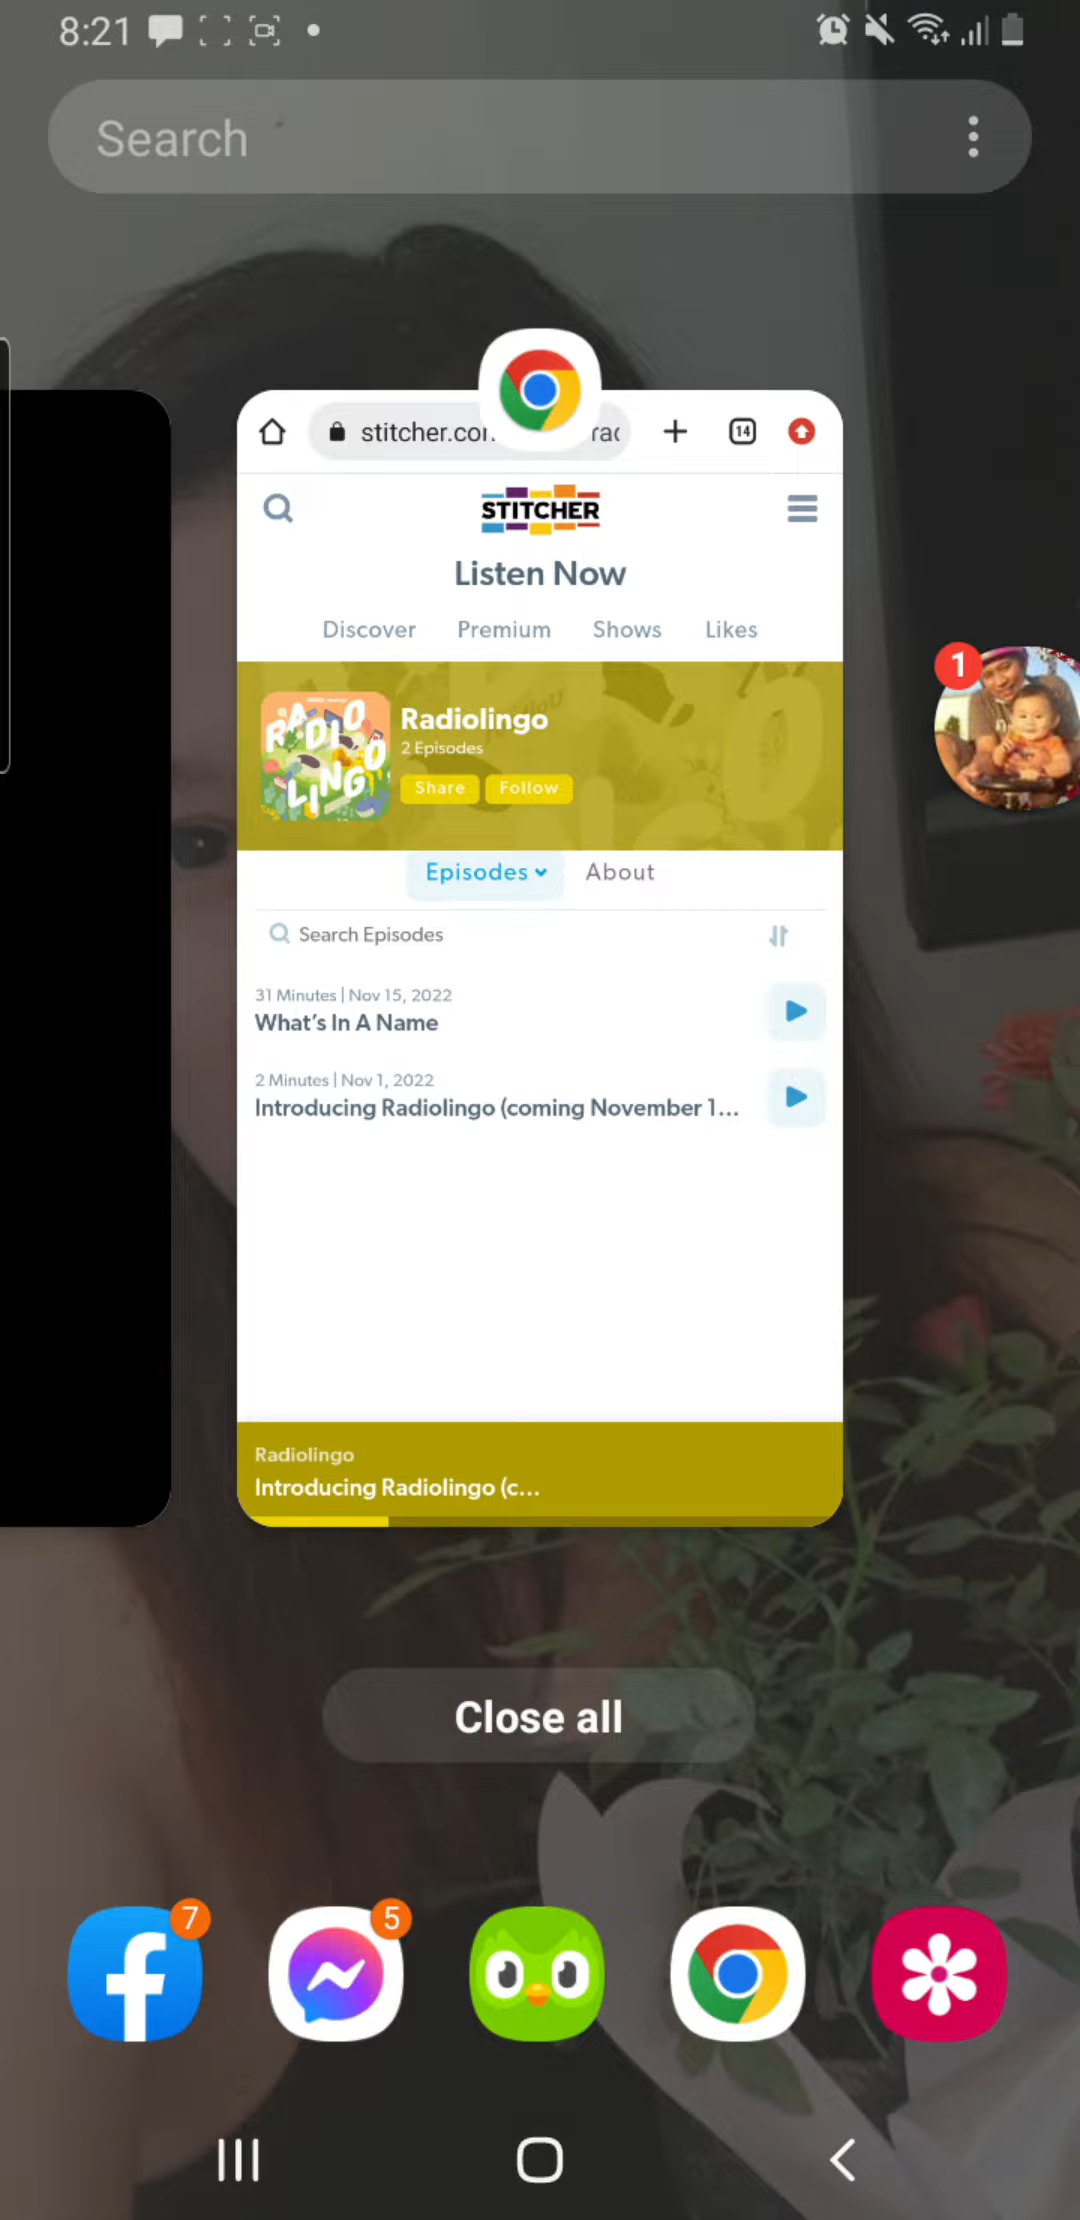 8:21
Search
stitcher.co
rac
14
STITCHER
Listen Now
Discover Premium Shows Likes
RADIO
LINGO
Radiolingo
2 Episodes
Share Follow
Episodes About
Search Episodes
31 Minutes | Nov 15, 2022
What's In A Name
2 Minutes | Nov 1, 2022
Introducing Radiolingo (coming November 1...
Radiolingo
Introducing Radiolingo (c...
1
Close all
7
5